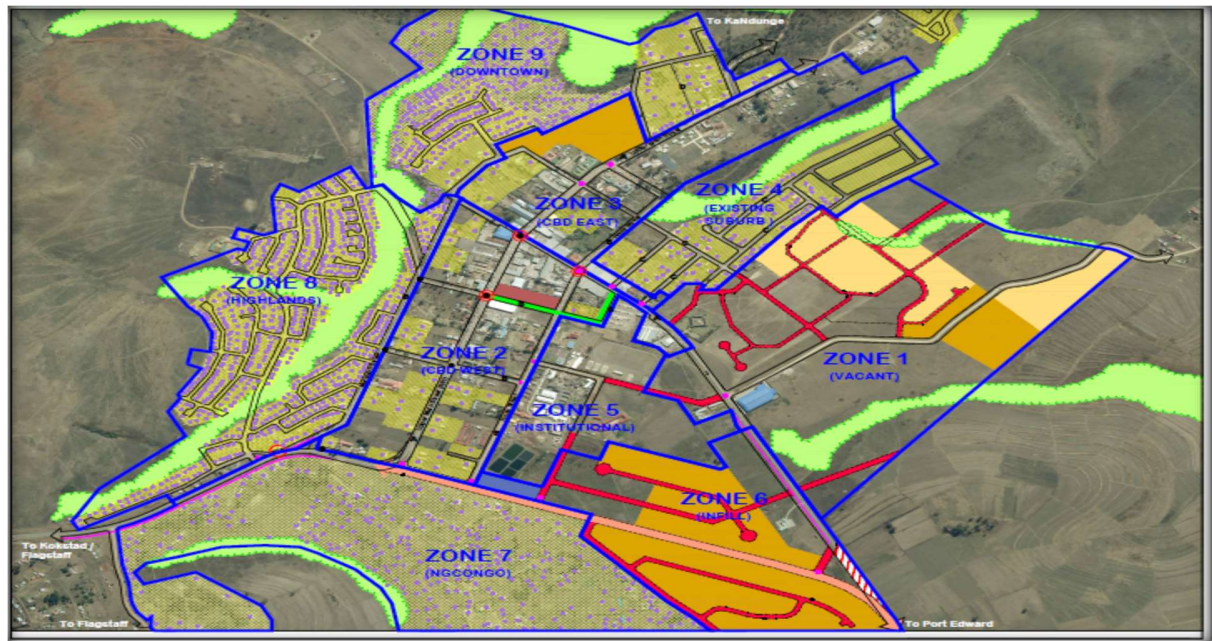 To KaNdunge
ZONE 9
(DOWNTOWN)
ZONE 4
(EXISTING
SUBURB )
ZONE 3
(CBD EAST)
ZONE 8
(HIGHLANDS)
ZONE 2
(CBD WEST)
ZONE 1
(VACANT)
ZONE 5
(INSTITUTIONAL)
ZONE 6
(INFILL)
ZONE 7
(NGCONGO)
To Kokstad /
Flagstaff
To Flagstaff
To Port Edward